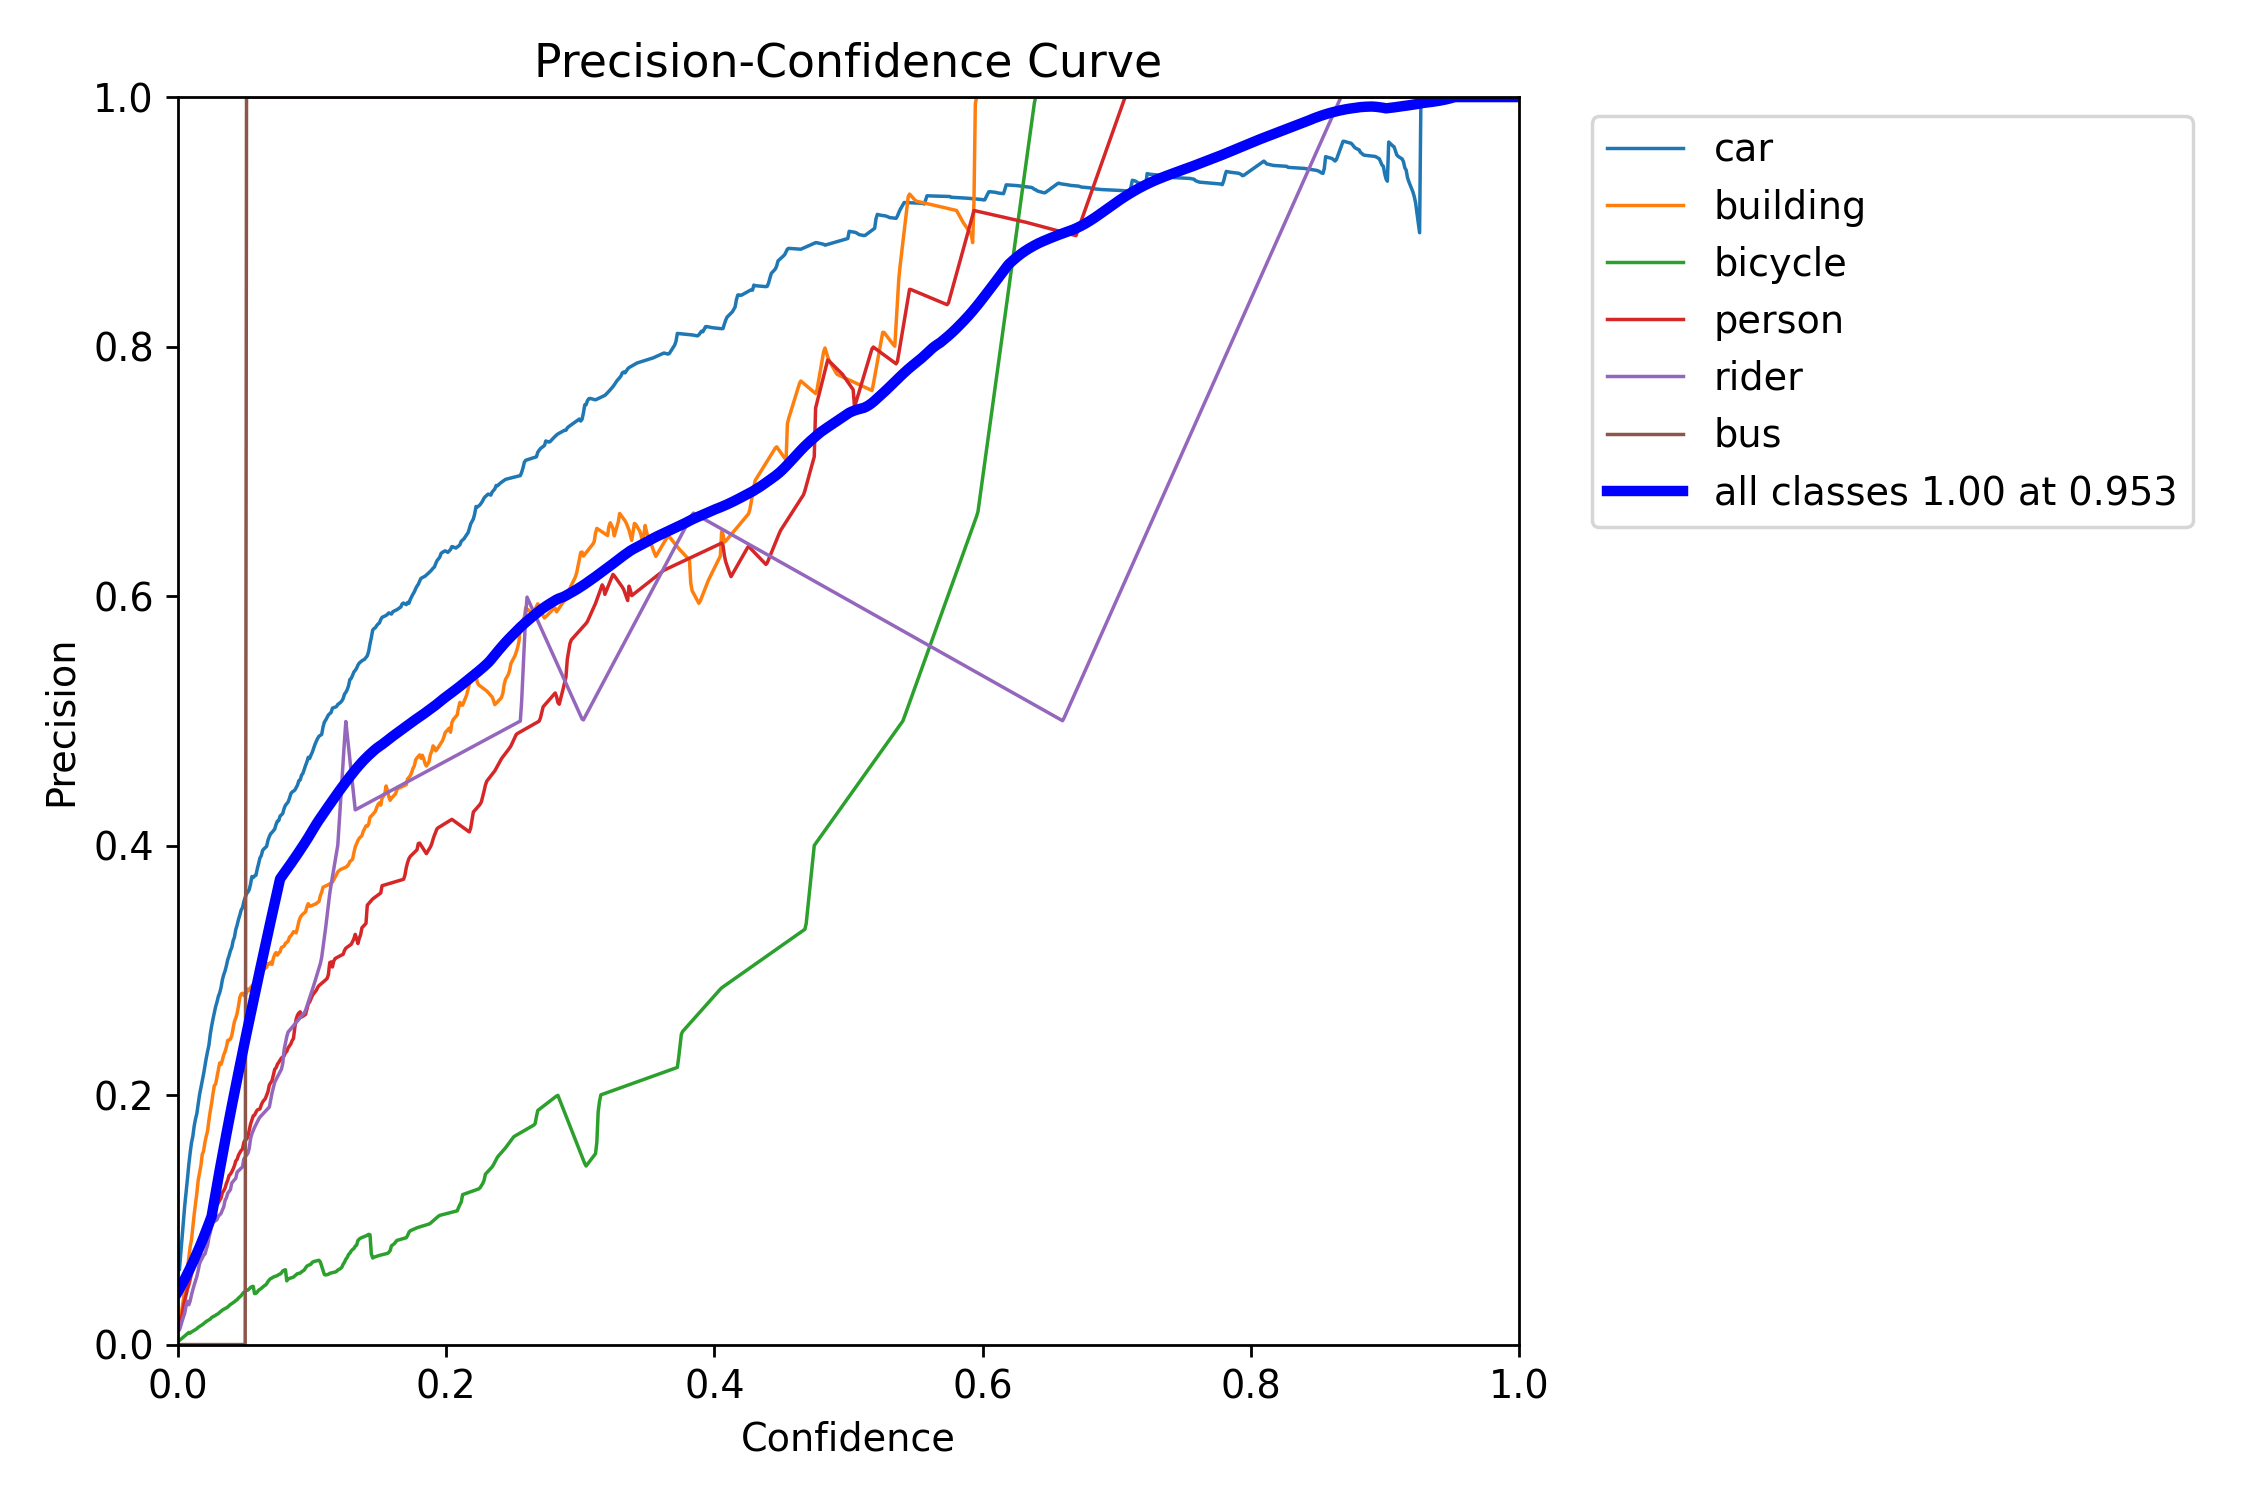 Precision-Confidence Curve
1.0
0.8
0.6
0.4
0.2
0.0
Precision
0.0 0.2 0.4 0.6 0.8 1.0
Confidence
car
building
bicycle
person
rider
bus
all classes 1.00 at 0.953